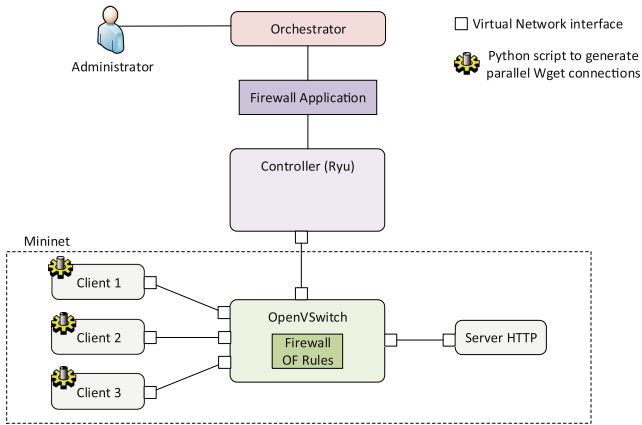 Orchestrator
Administrator
Virtual Network interface
Python script to generate
parallel Wget connections
Firewall Application
Controller (Ryu)
Mininet
Client 1
Client 2
Client 3
OpenVSwitch
Firewall
OF Rules
Server HTTP